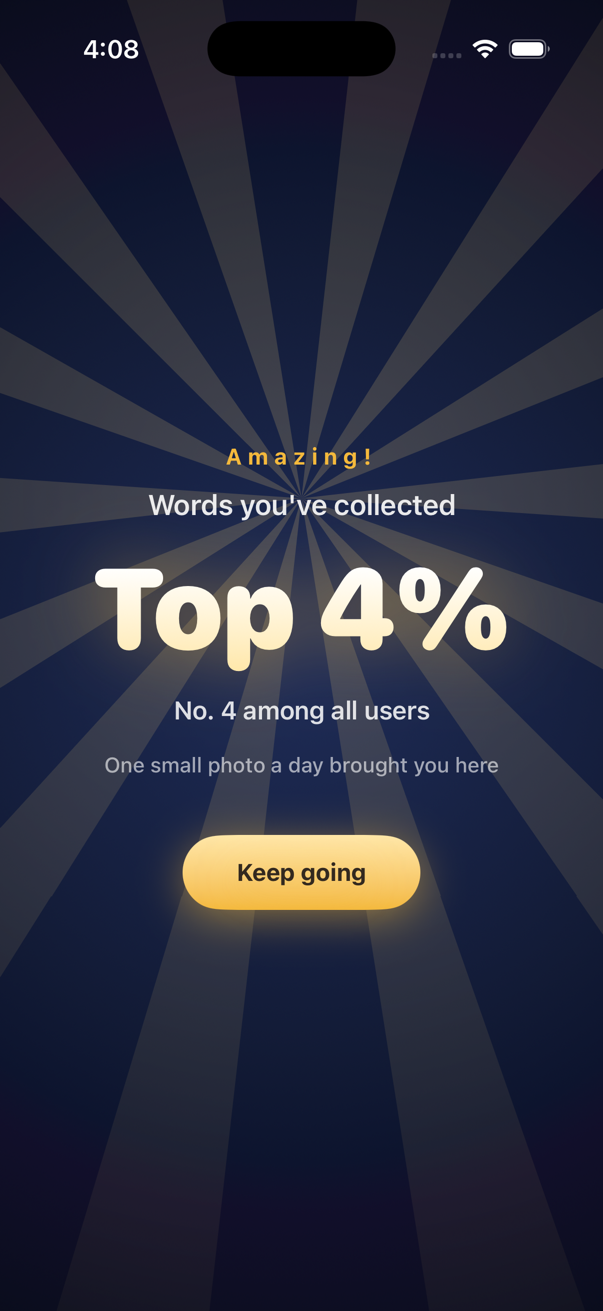 4:08
Amazing!
Words you've collected
Top 4%
No. 4 among all users
One small photo a day brought you here
Keep going